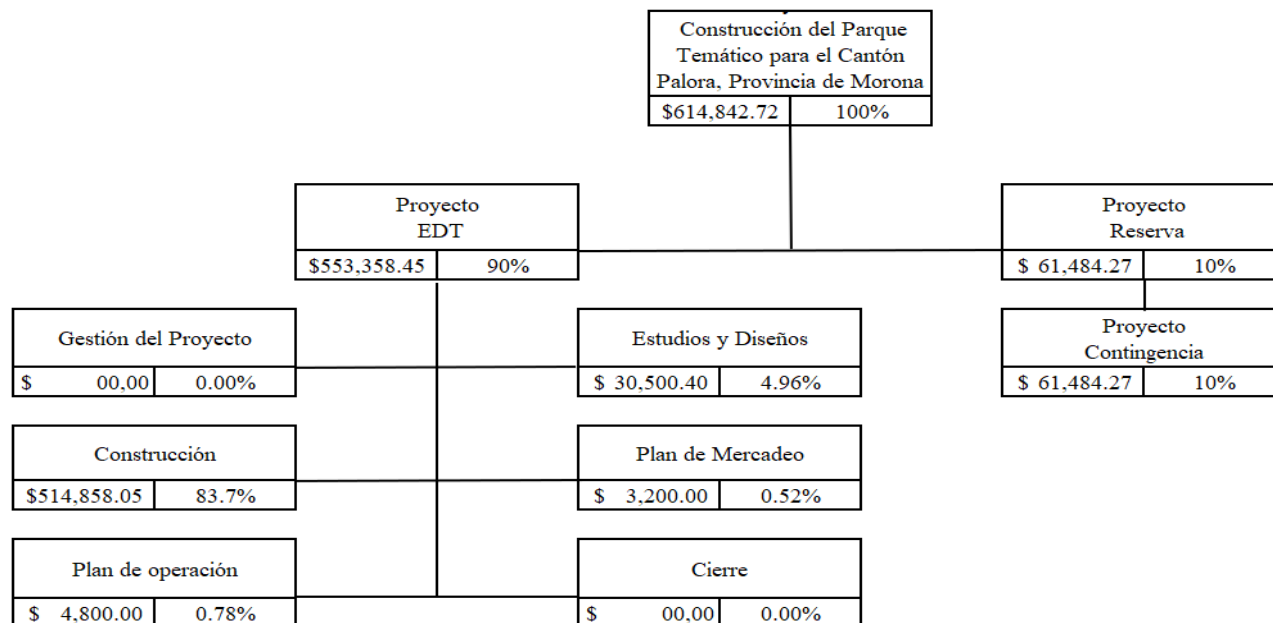 Construcción del Parque
Temático para el Cantón
Palora, Provincia de Morona
$614,842.72 100%
Proyecto
EDT
$553,358.45 90%
Proyecto
Reserva
$ 61,484.27 10%
Gestión del Proyecto
$ 00,00 0.00%
Estudios y Diseños
$ 30,500.40 4.96%
Proyecto
Contingencia
$ 61,484.27 10%
Construcción
$514,858.05 83.7%
Plan de Mercadeo
$ 3,200.00 0.52%
Plan de operación
$ 4,800.00 0.78%
Cierre
$ 00,00 0.00%